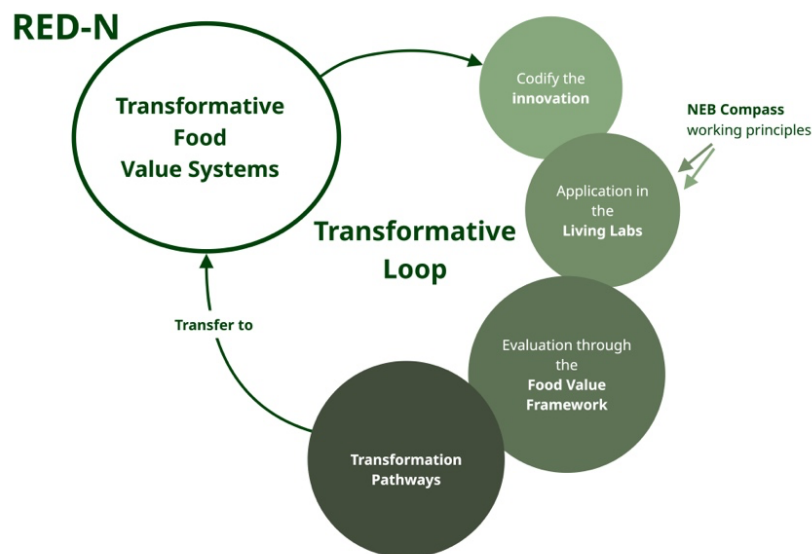 RED-N
Transformative
Food
Value Systems
Codify the
innovation
NEB Compass
working principles
Application in
the
Living Labs
Transformative
Loop
Transfer to
Evaluation through
the
Food Value
Framework
Transformation
Pathways